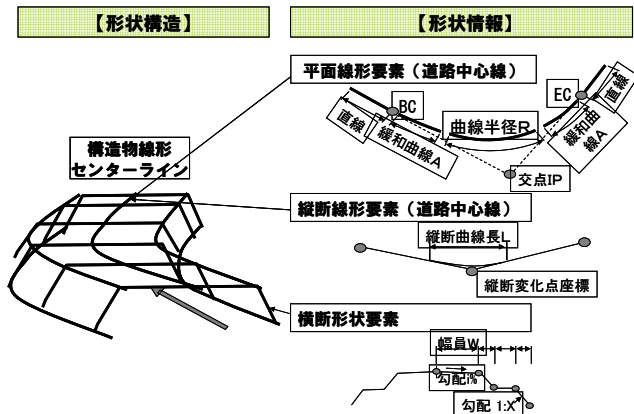 【形状構造】
【形状情報】
平面線形要素（道路中心線）
BC
EC
直線
緩和曲線A
曲線半径R
緩和曲線A
直線
交点IP
構造物線形
センターライン
縦断線形要素（道路中心線）
縦断曲線長L
縦断変化点座標
横断形状要素
幅員W
勾配i%
勾配 1:X